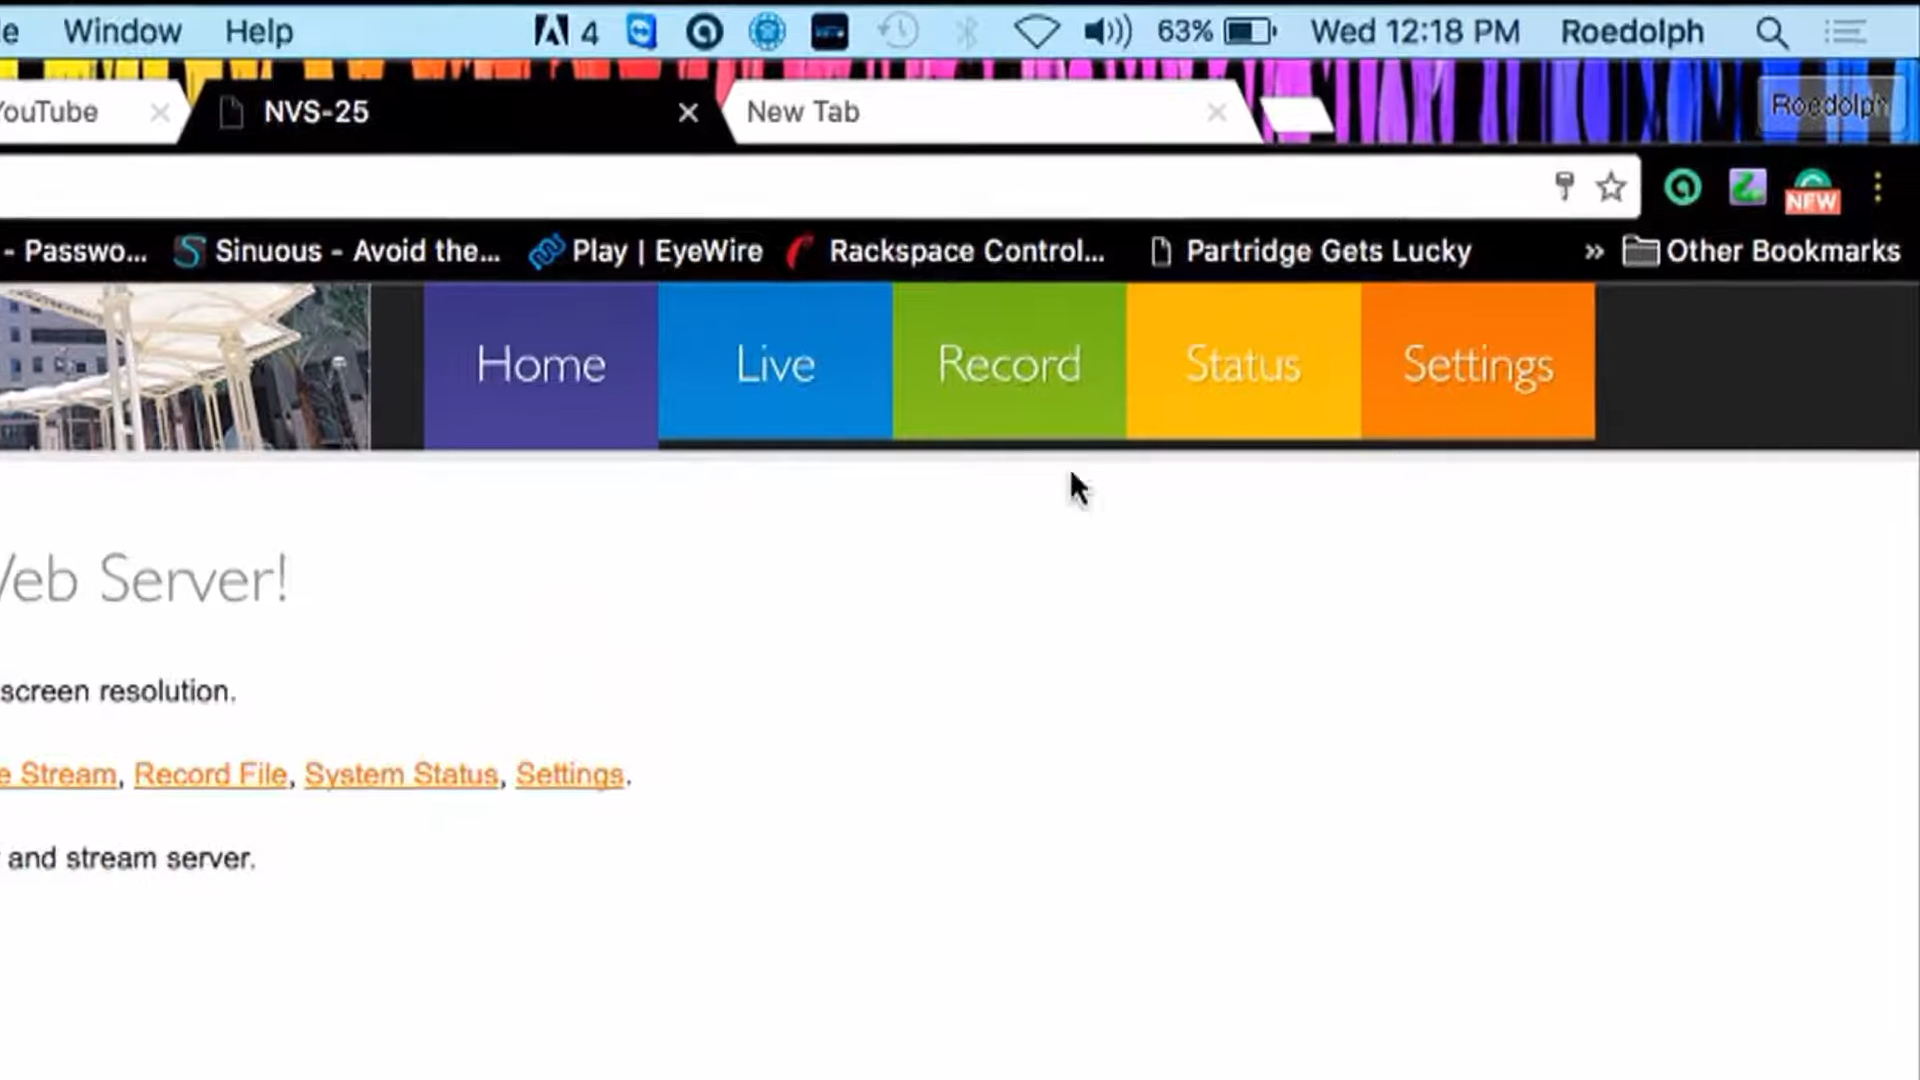 Window Help 4 63% Wed 12:18 PM Roedolph
YouTube NVS-25 New Tab Roedolph
NEW
- Passwo... Sinuous - Avoid the... Play | EyeWire Rackspace Control... Partridge Gets Lucky » Other Bookmarks
Home Live Record Status Settings
Web Server!
screen resolution.
e Stream, Record File, System Status, Settings.
and stream server.